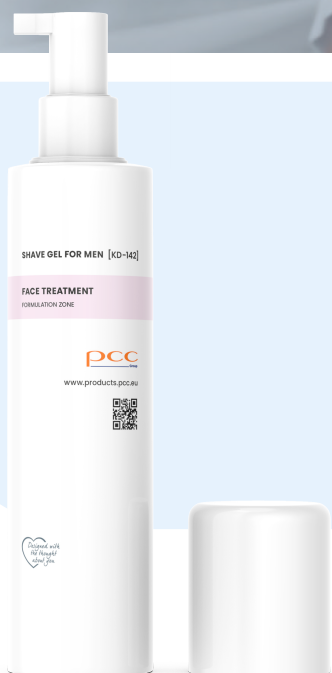 SHAVE GEL FOR MEN [KD-142]
FACE TREATMENT
FORMULATION ZONE
pcc
Group
www.products.pcc.eu
Designed with
the thought
about you